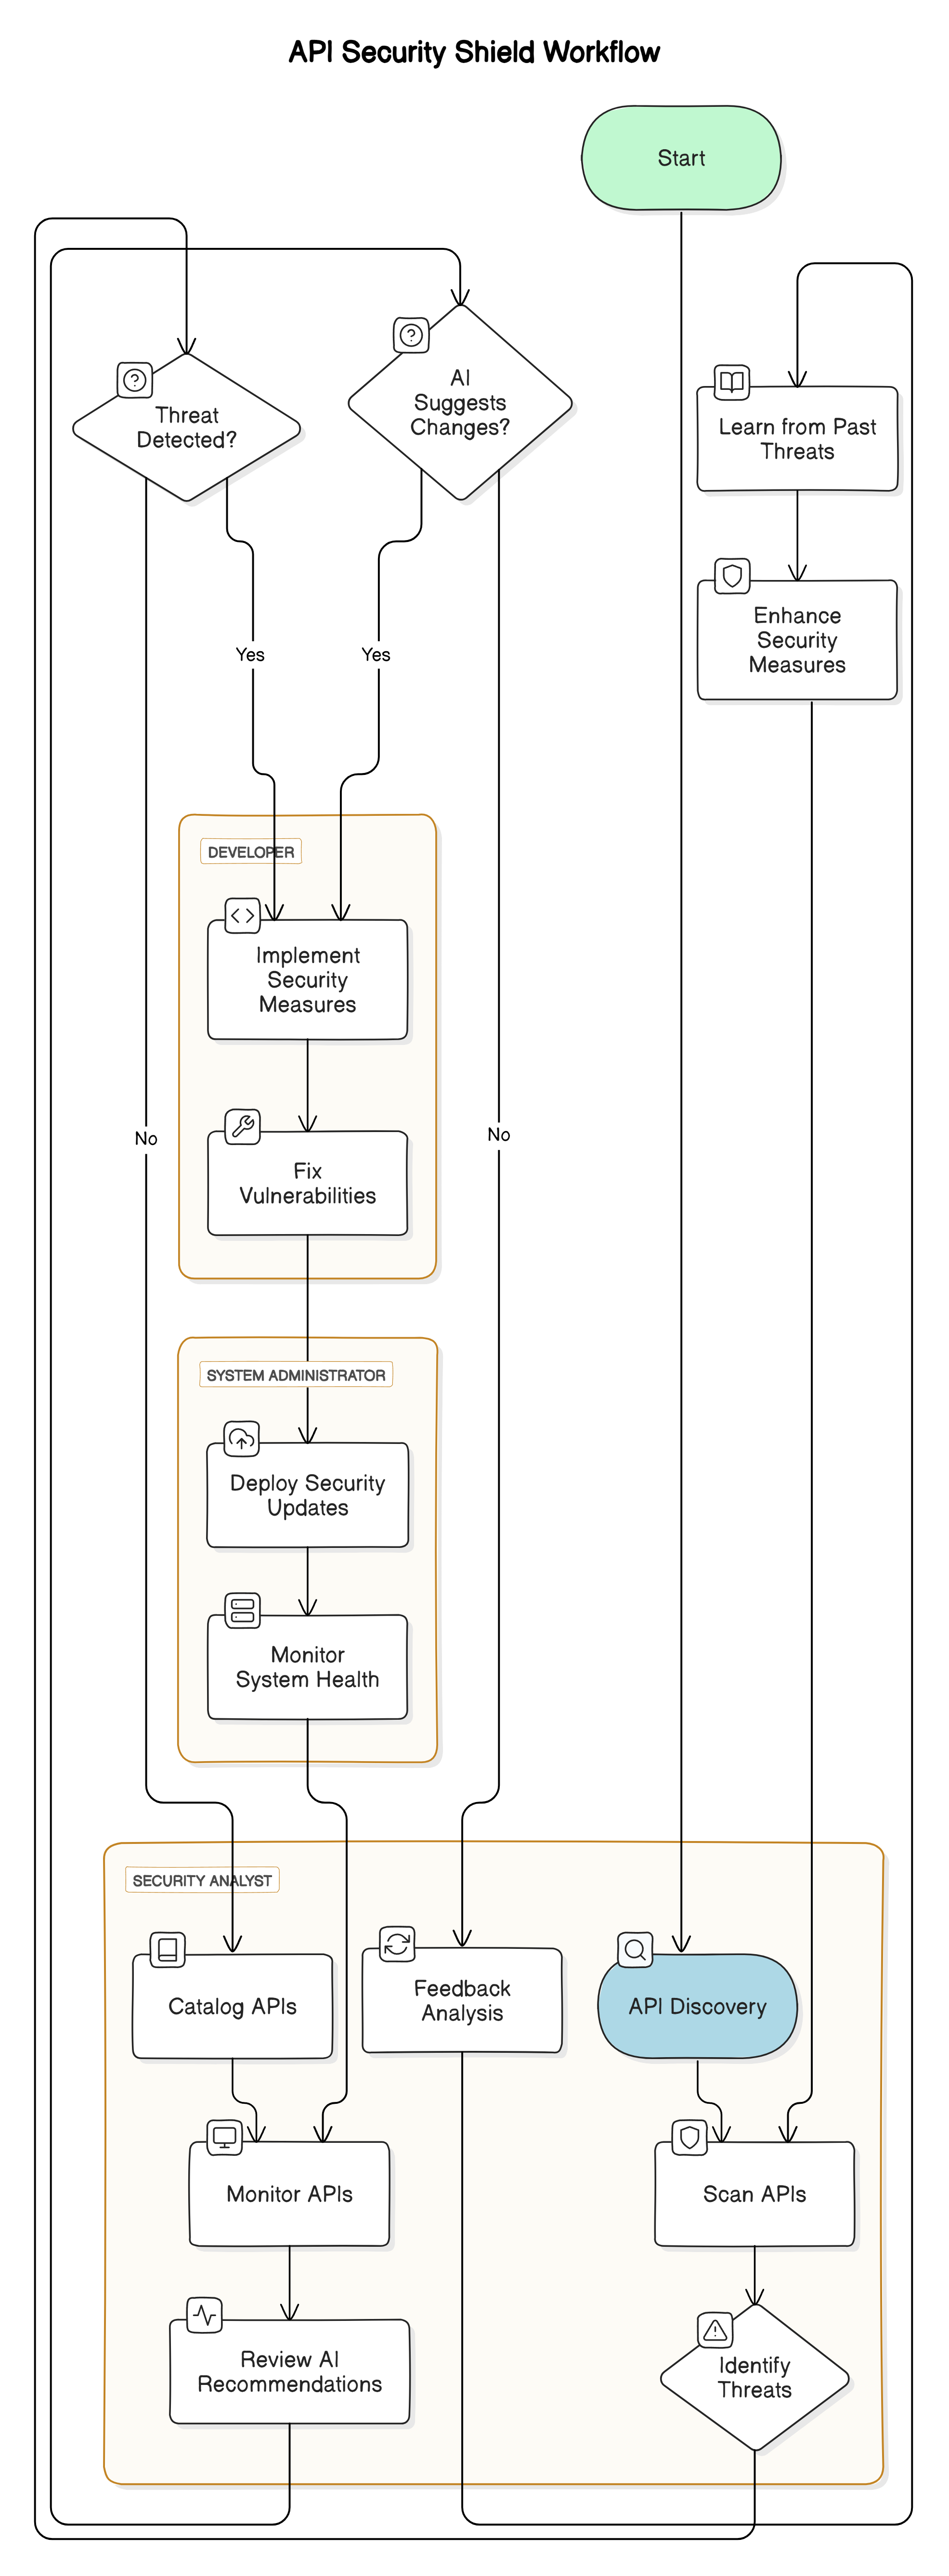 API Security Shield Workflow
Start
Threat
Detected?
AI
Suggests
Changes?
Learn from Past
Threats
Enhance
Security
Measures
Yes
Yes
DEVELOPER
Implement
Security
Measures
No
No
Fix
Vulnerabilities
SYSTEM ADMINISTRATOR
Deploy Security
Updates
Monitor
System Health
SECURITY ANALYST
Catalog APIs
Feedback
Analysis
API Discovery
Monitor APIs
Scan APIs
Review AI
Recommendations
Identify
Threats